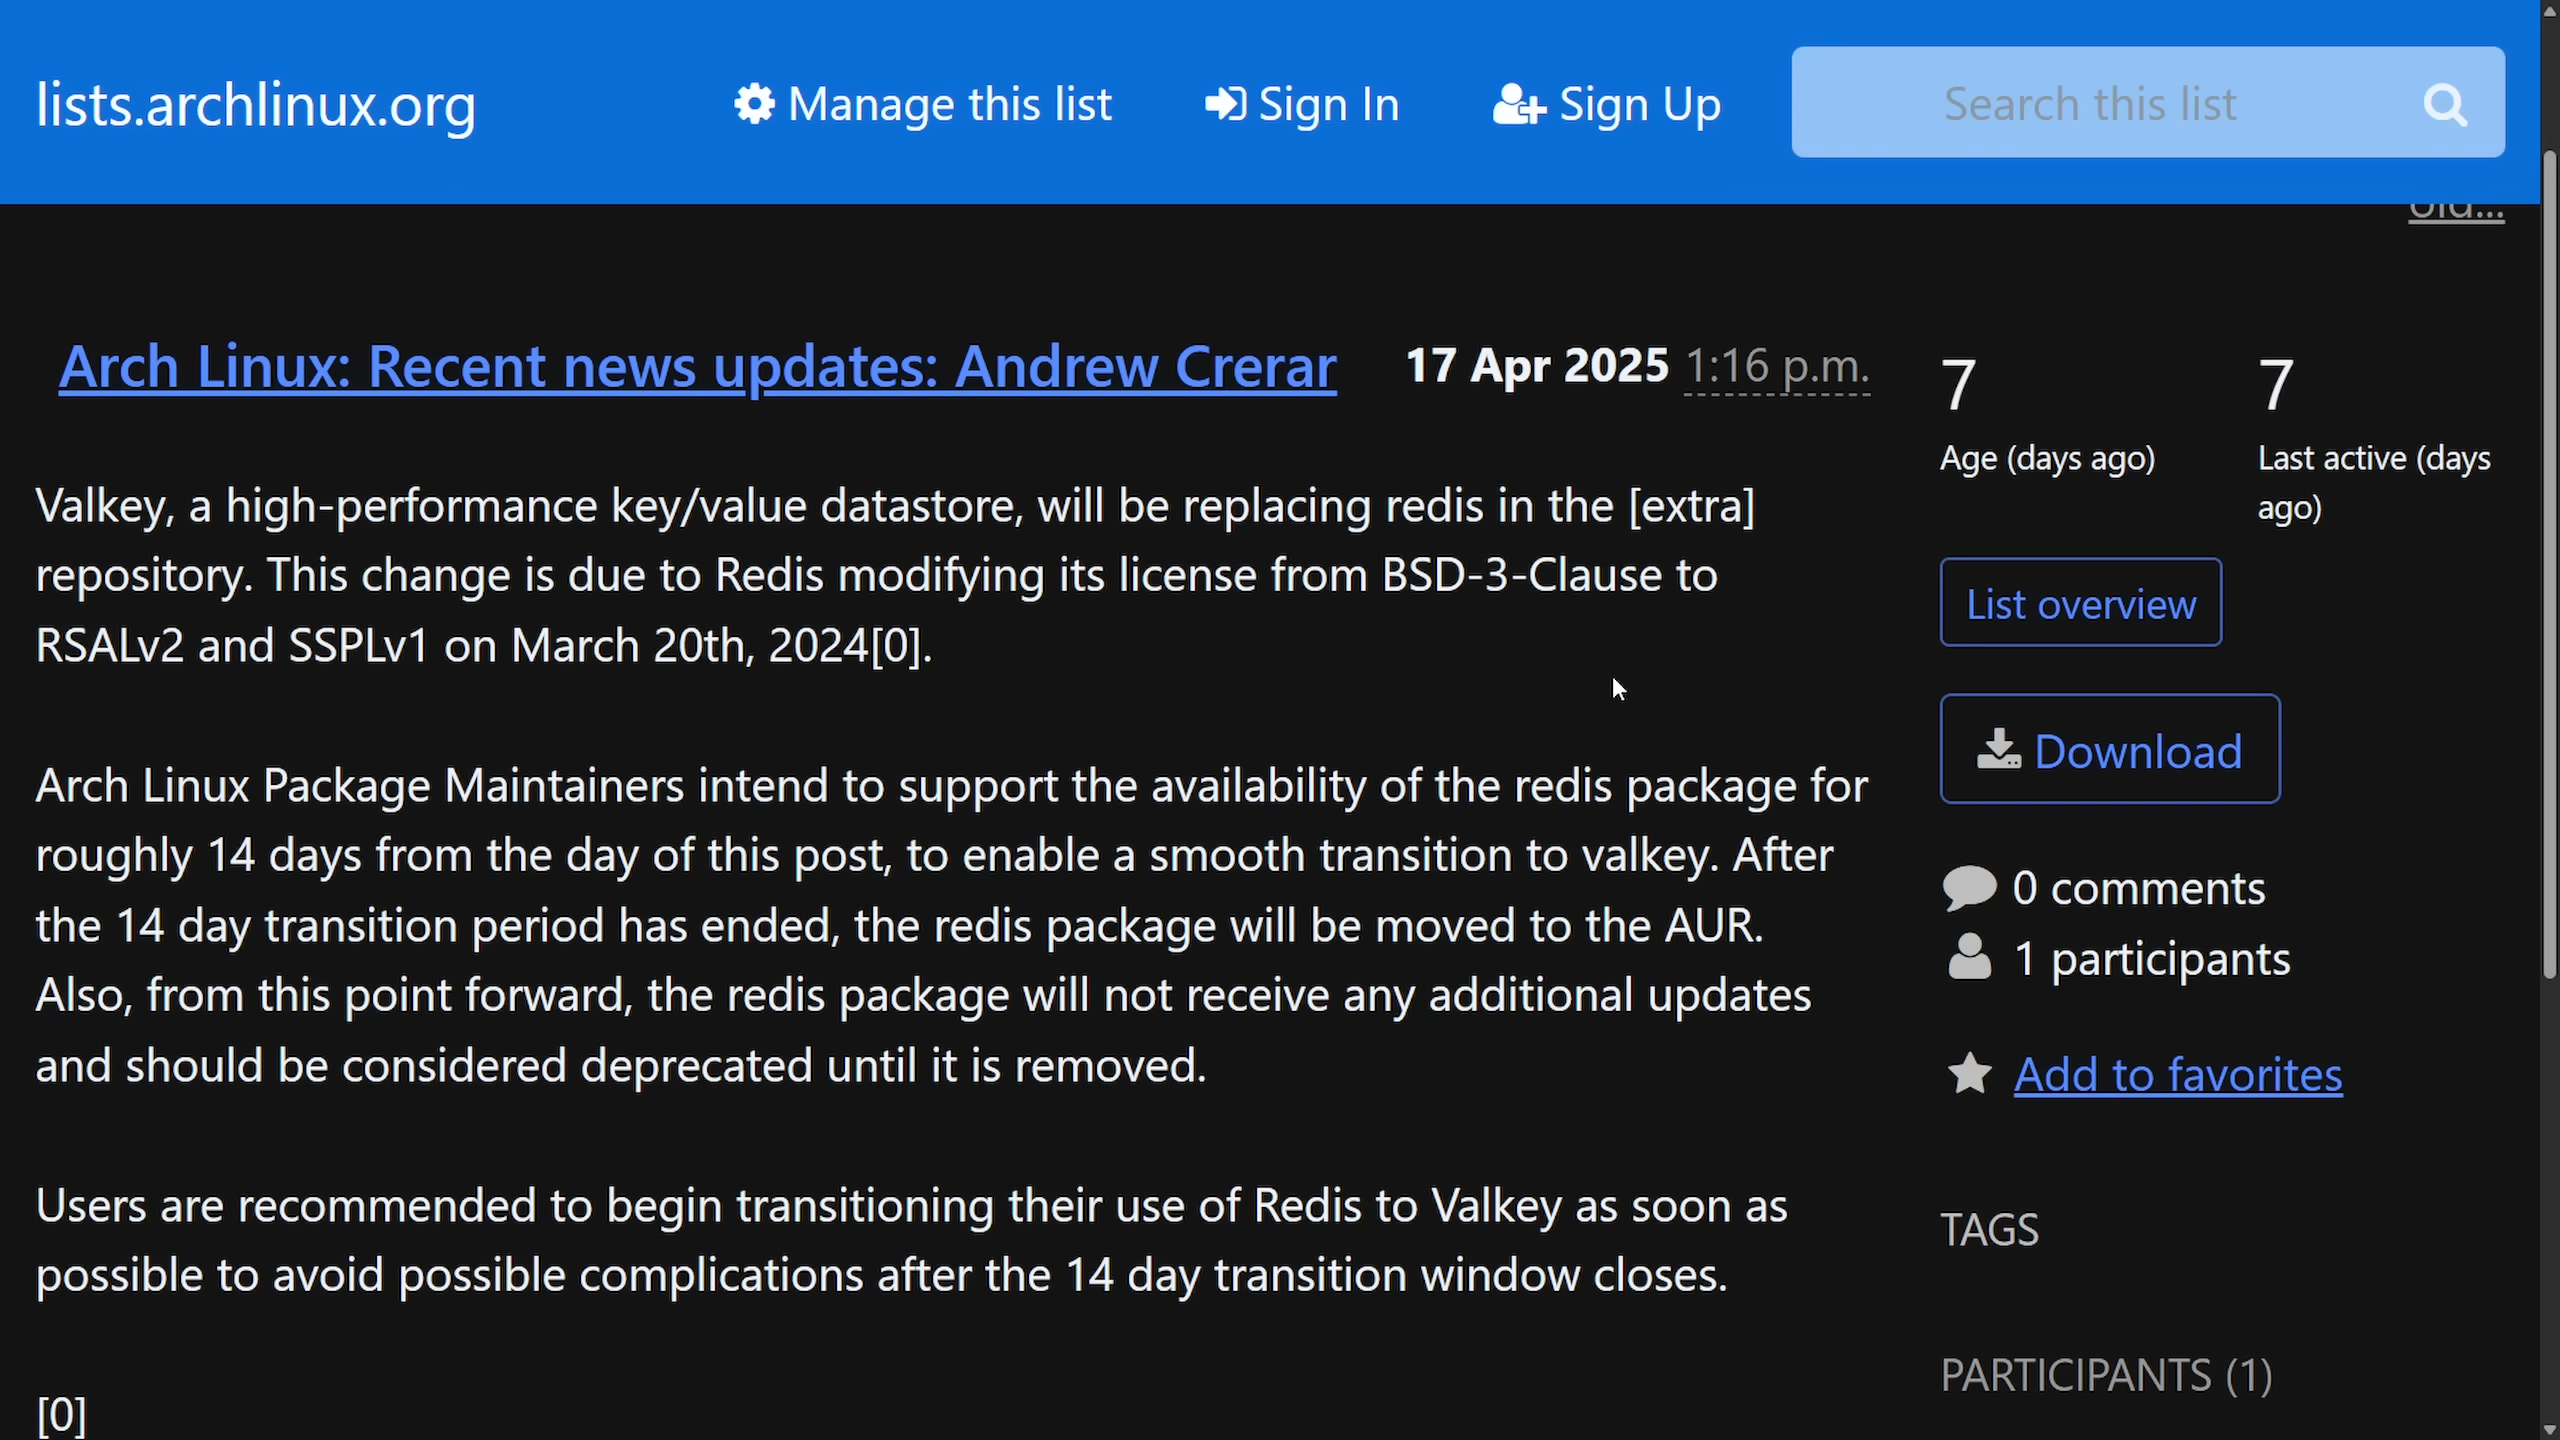 lists.archlinux.org
Manage this list
Sign In
Sign Up
Search this list
old...
Arch Linux: Recent news updates: Andrew Crerar
17 Apr 2025 1:16 p.m.
Valkey, a high-performance key/value datastore, will be replacing redis in the [extra]
repository. This change is due to Redis modifying its license from BSD-3-Clause to
RSALv2 and SSPLv1 on March 20th, 2024[0].
Arch Linux Package Maintainers intend to support the availability of the redis package for
roughly 14 days from the day of this post, to enable a smooth transition to valkey. After
the 14 day transition period has ended, the redis package will be moved to the AUR.
Also, from this point forward, the redis package will not receive any additional updates
and should be considered deprecated until it is removed.
Users are recommended to begin transitioning their use of Redis to Valkey as soon as
possible to avoid possible complications after the 14 day transition window closes.
[0]
7
Age (days ago)
7
Last active (days
ago)
List overview
Download
0 comments
1 participants
Add to favorites
TAGS
PARTICIPANTS (1)